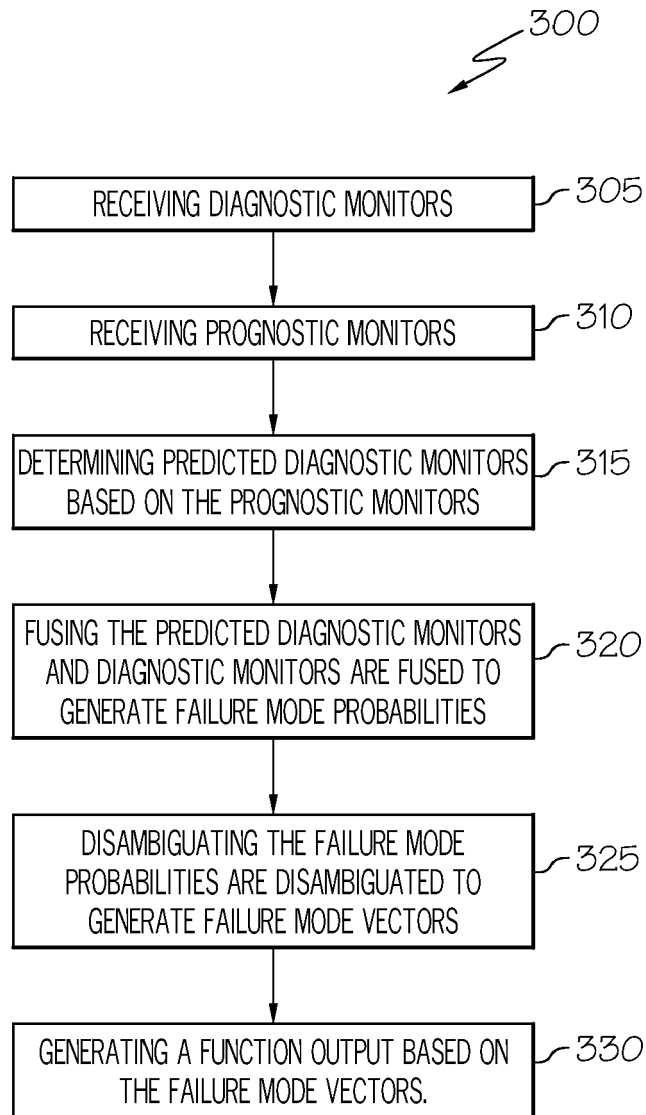 300
RECEIVING DIAGNOSTIC MONITORS
305
RECEIVING PROGNOSTIC MONITORS
310
DETERMINING PREDICTED DIAGNOSTIC MONITORS
BASED ON THE PROGNOSTIC MONITORS
315
FUSING THE PREDICTED DIAGNOSTIC MONITORS
AND DIAGNOSTIC MONITORS ARE FUSED TO
GENERATE FAILURE MODE PROBABILITIES
320
DISAMBIGUATING THE FAILURE MODE
PROBABILITIES ARE DISAMBIGUATED TO
GENERATE FAILURE MODE VECTORS
325
GENERATING A FUNCTION OUTPUT BASED ON
THE FAILURE MODE VECTORS.
330